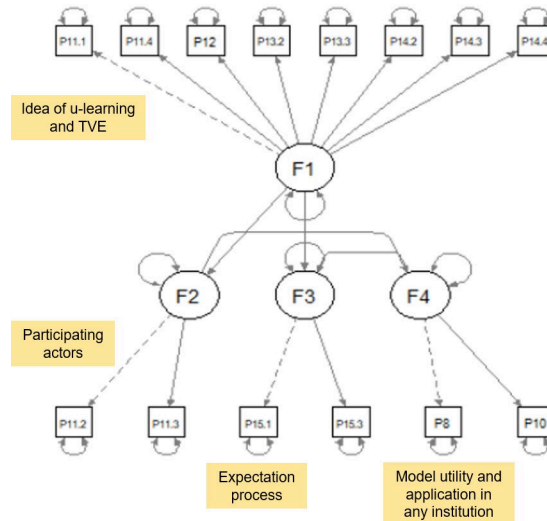 P11.1 P11.4 P12 P13.2 P13.3 P14.2 P14.3 P14.4
Idea of u-learning
and TVE
F1
F2 F3 F4
Participating
actors
P11.2 P11.3 P15.1 P15.3 P8 P10
Expectation
process
Model utility and
application in
any institution